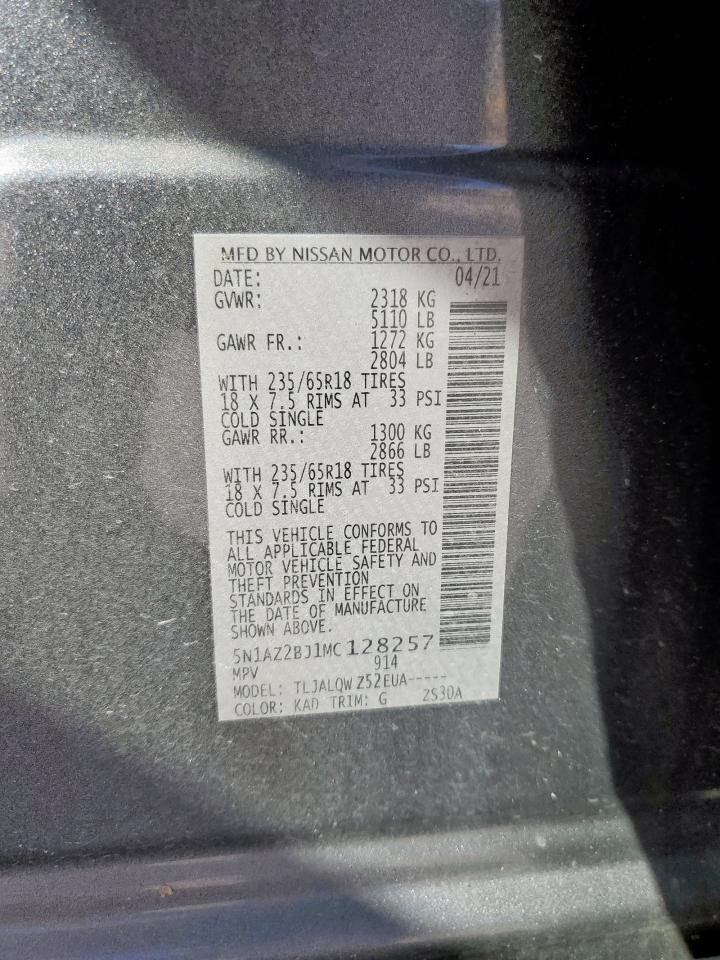 MFD BY NISSAN MOTOR CO., LTD.
DATE: 04/21
GVWR: 2318 KG
5110 LB
GAWR FR.: 1272 KG
2804 LB
WITH 235/65R18 TIRES
18 X 7.5 RIMS AT 33 PSI
COLD SINGLE
GAWR RR.: 1300 KG
2866 LB
WITH 235/65R18 TIRES
18 X 7.5 RIMS AT 33 PSI
COLD SINGLE
THIS VEHICLE CONFORMS TO
ALL APPLICABLE FEDERAL
MOTOR VEHICLE SAFETY AND
THEFT PREVENTION
STANDARDS IN EFFECT ON
THE DATE OF MANUFACTURE
SHOWN ABOVE.
5N1AZ2BJ1MC128257
MPV 914
MODEL: TLJALQW Z52EUA-----
COLOR: KAD TRIM: G ZS30A